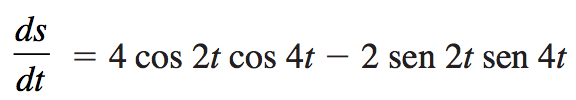 ds/dt = 4 cos 2t cos 4t − 2 sen 2t sen 4t